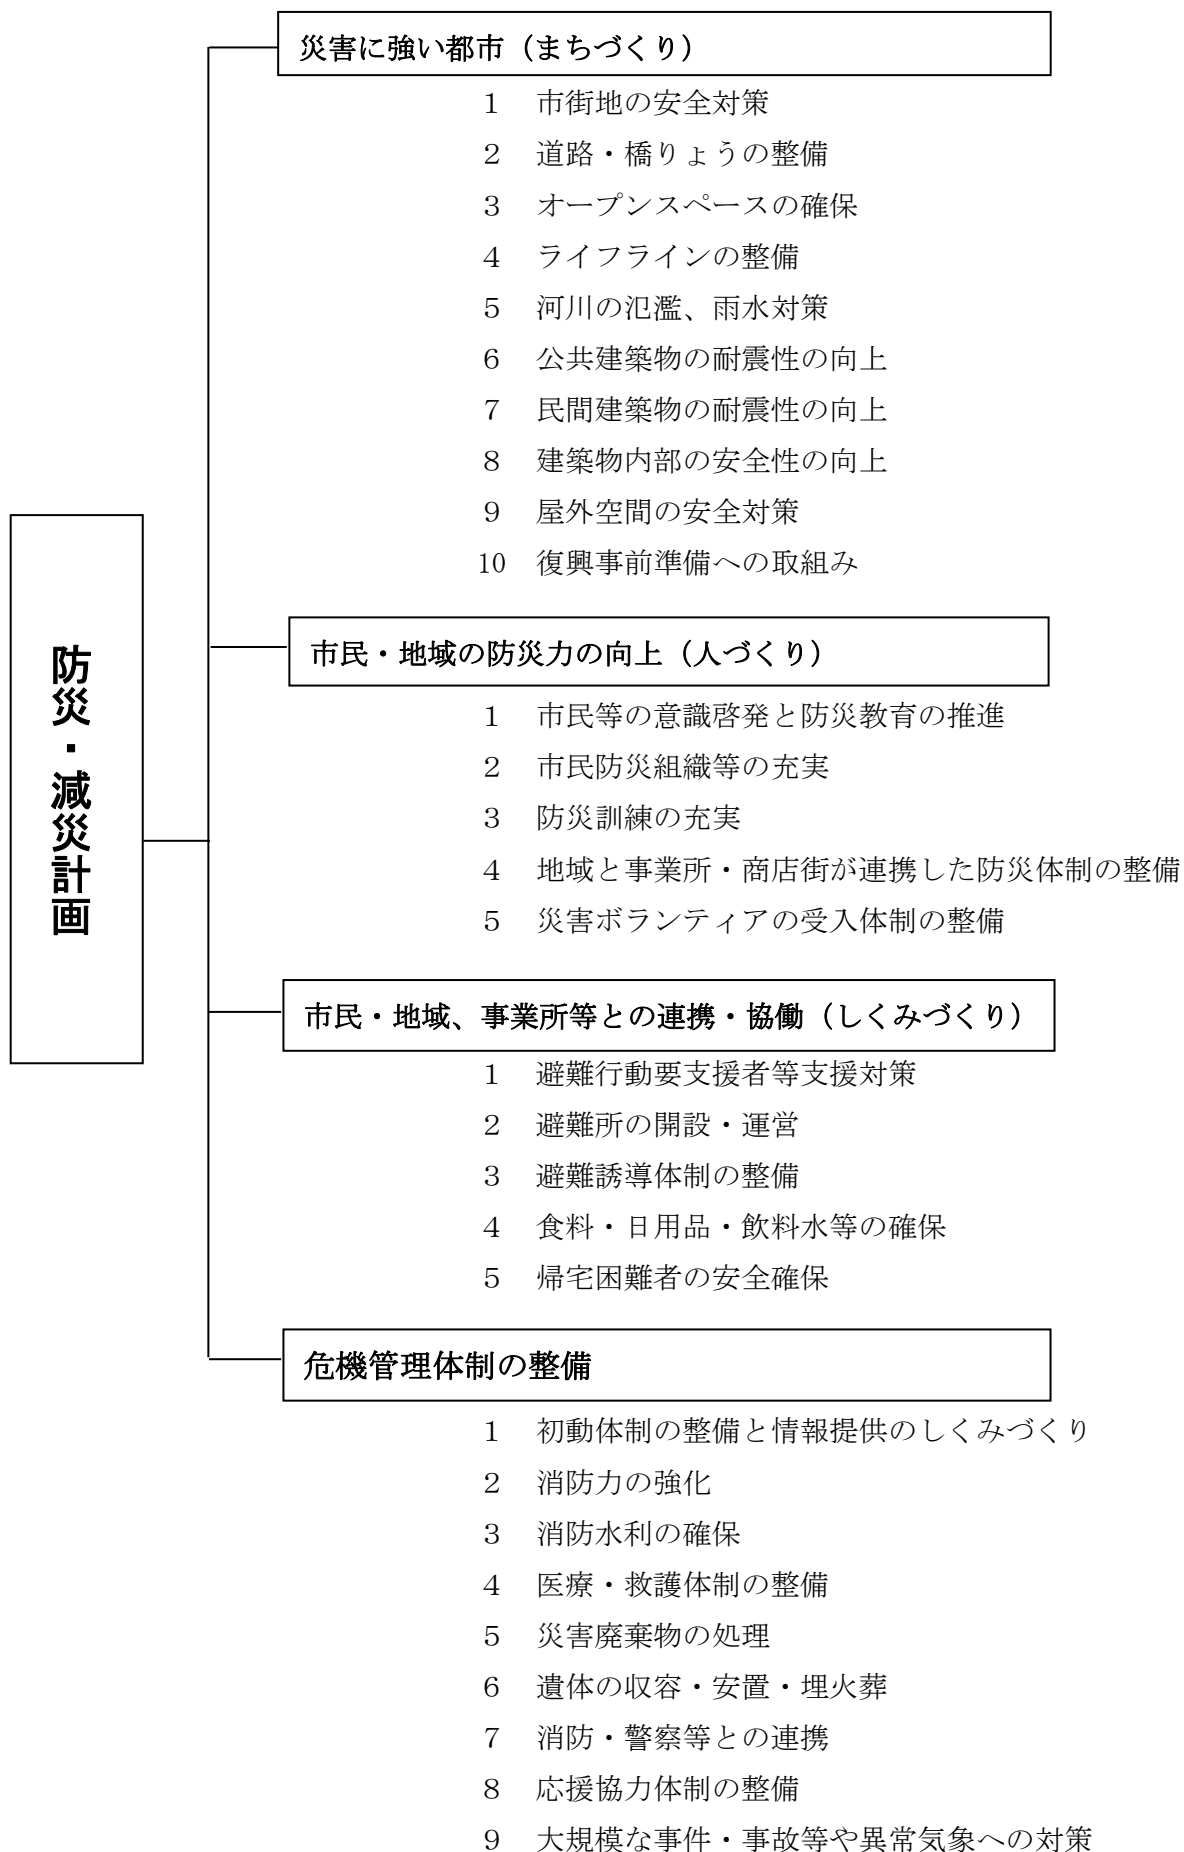 防災・減災計画
災害に強い都市（まちづくり）
１　市街地の安全対策
２　道路・橋りょうの整備
３　オープンスペースの確保
４　ライフラインの整備
５　河川の氾濫、雨水対策
６　公共建築物の耐震性の向上
７　民間建築物の耐震性の向上
８　建築物内部の安全性の向上
９　屋外空間の安全対策
10　復興事前準備への取組み
市民・地域の防災力の向上（人づくり）
１　市民等の意識啓発と防災教育の推進
２　市民防災組織等の充実
３　防災訓練の充実
４　地域と事業所・商店街が連携した防災体制の整備
５　災害ボランティアの受入体制の整備
市民・地域、事業所等との連携・協働（しくみづくり）
１　避難行動要支援者等支援対策
２　避難所の開設・運営
３　避難誘導体制の整備
４　食料・日用品・飲料水等の確保
５　帰宅困難者の安全確保
危機管理体制の整備
１　初動体制の整備と情報提供のしくみづくり
２　消防力の強化
３　消防水利の確保
４　医療・救護体制の整備
５　災害廃棄物の処理
６　遺体の収容・安置・埋火葬
７　消防・警察等との連携
８　応援協力体制の整備
９　大規模な事件・事故等や異常気象への対策